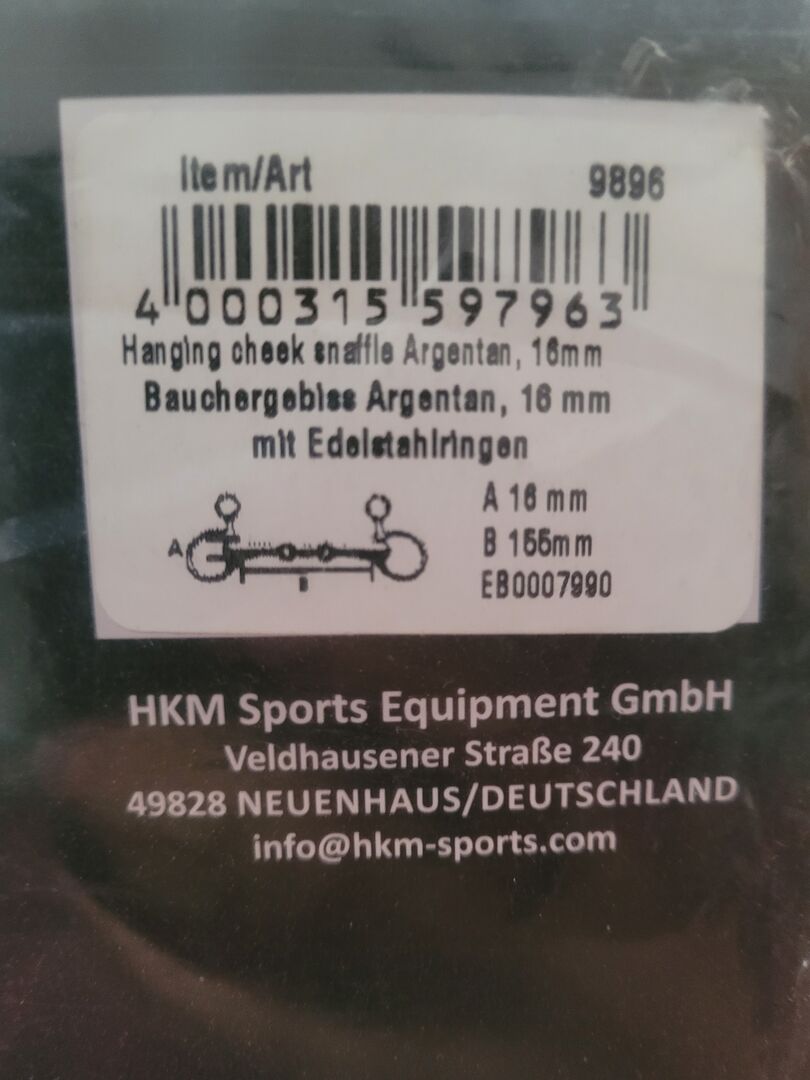 Item/Art 9896
4 000315 597963
Hanging cheek snaffle Argentan, 16mm
Bauchergebiss Argentan, 16 mm
mit Edelstahlringen
A
B
A 16 mm
B 155mm
EB0007990
HKM Sports Equipment GmbH
Veldhausener Straße 240
49828 NEUENHAUS/DEUTSCHLAND
info@hkm-sports.com